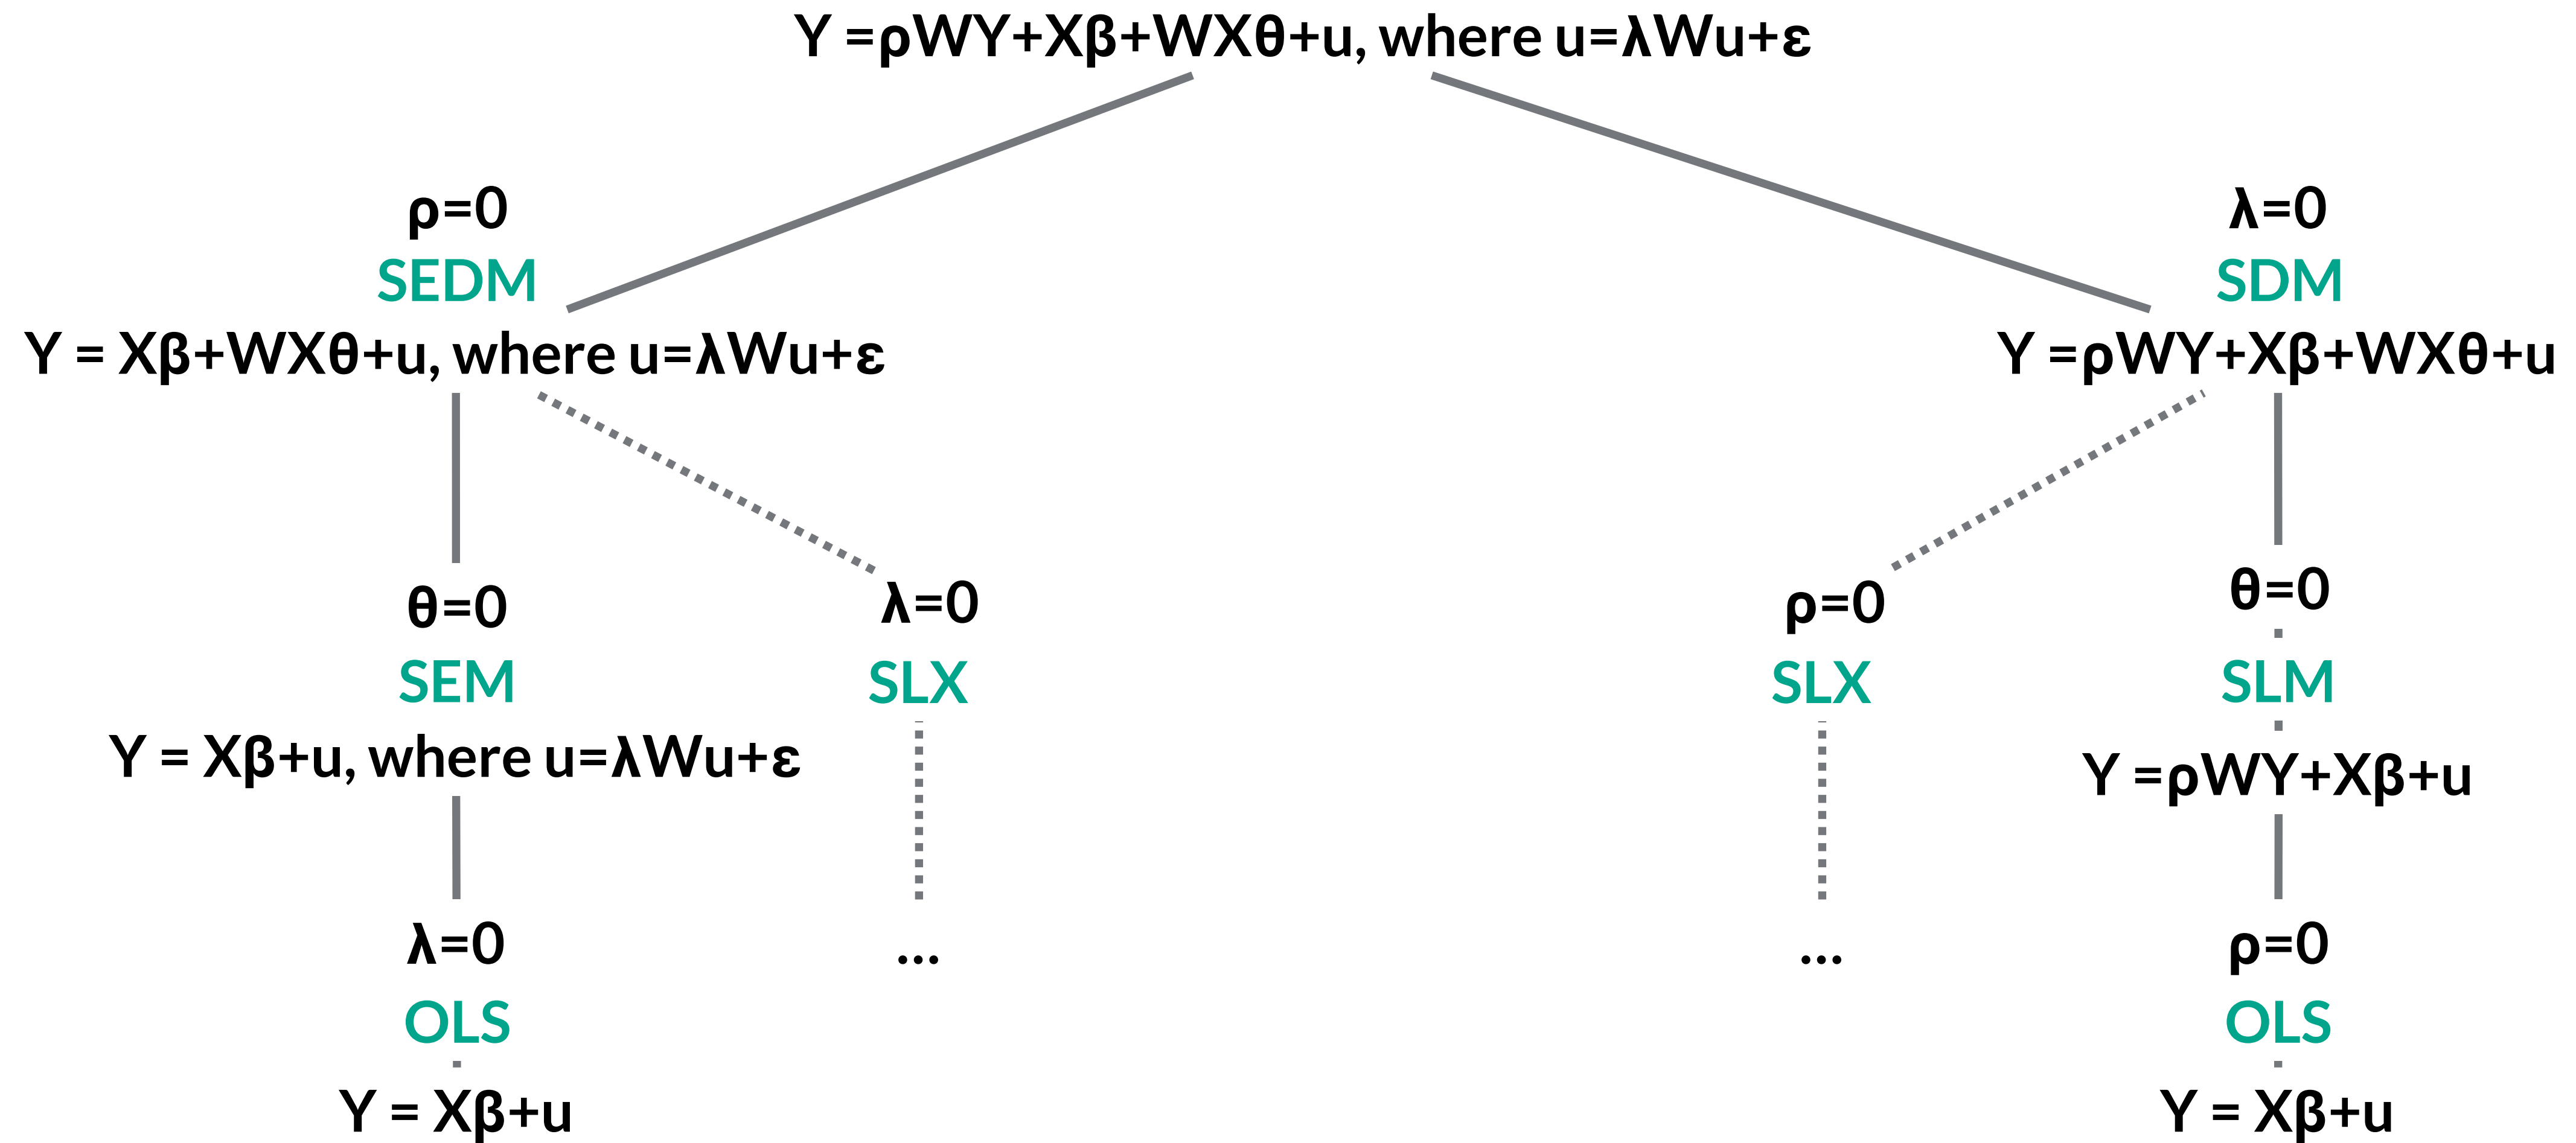 Y =ρWY+Xβ+WXθ+u, where u=λWu+ε
ρ=0
SEDM
Y = Xβ+WXθ+u, where u=λWu+ε
λ=0
SDM
Y =ρWY+Xβ+WXθ+u
θ=0
SEM
Y = Xβ+u, where u=λWu+ε
λ=0
SLX
...
ρ=0
SLX
...
θ=0
SLM
Y =ρWY+Xβ+u
λ=0
OLS
Y = Xβ+u
ρ=0
OLS
Y = Xβ+u